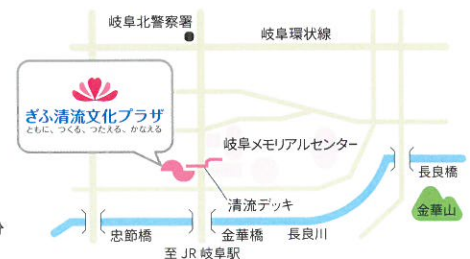 岐阜北警察署
岐阜環状線
ぎふ清流文化プラザ
ともに、つくる、つたえる、かなえる
岐阜メモリアルセンター
長良橋
清流デッキ
金華山
忠節橋
金華橋
長良川
至 JR 岐阜駅